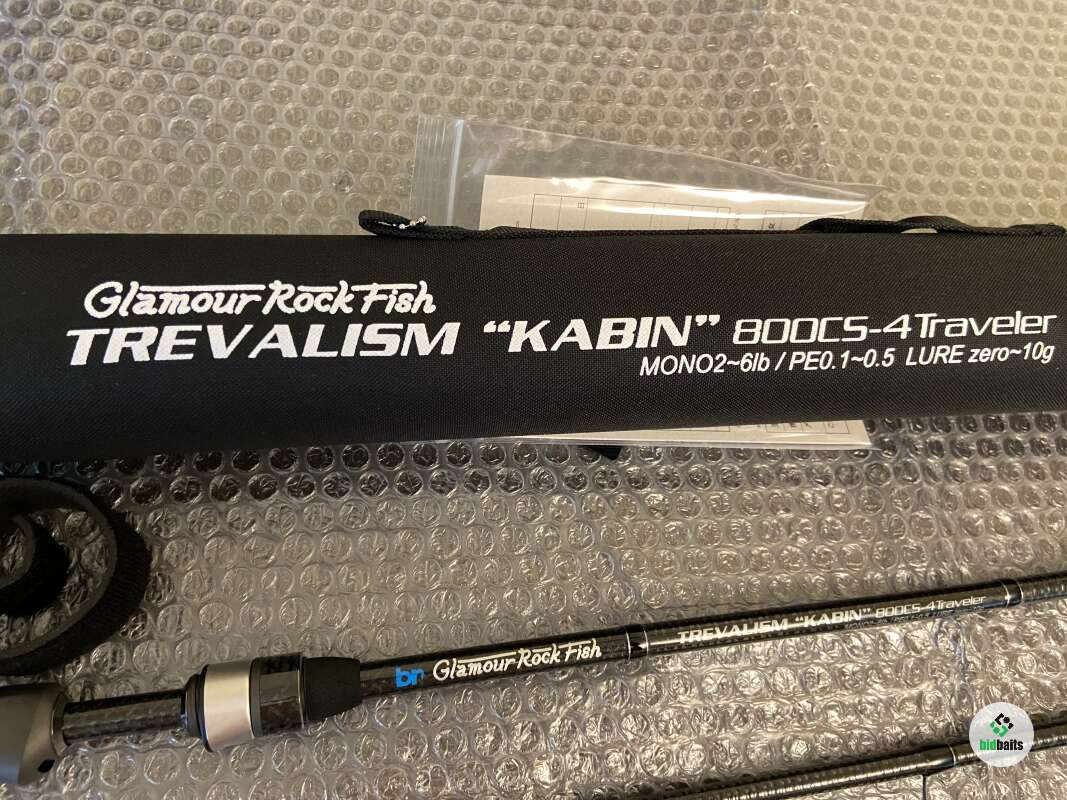 Glamour Rock Fish
TREVALISM “KABIN” 800CS-4Traveler
MONO2~6lb / PE0.1~0.5 LURE zero~10g
br Glamour Rock Fish
TREVALISM “KABIN” 800CS-4Traveler
bidbaits